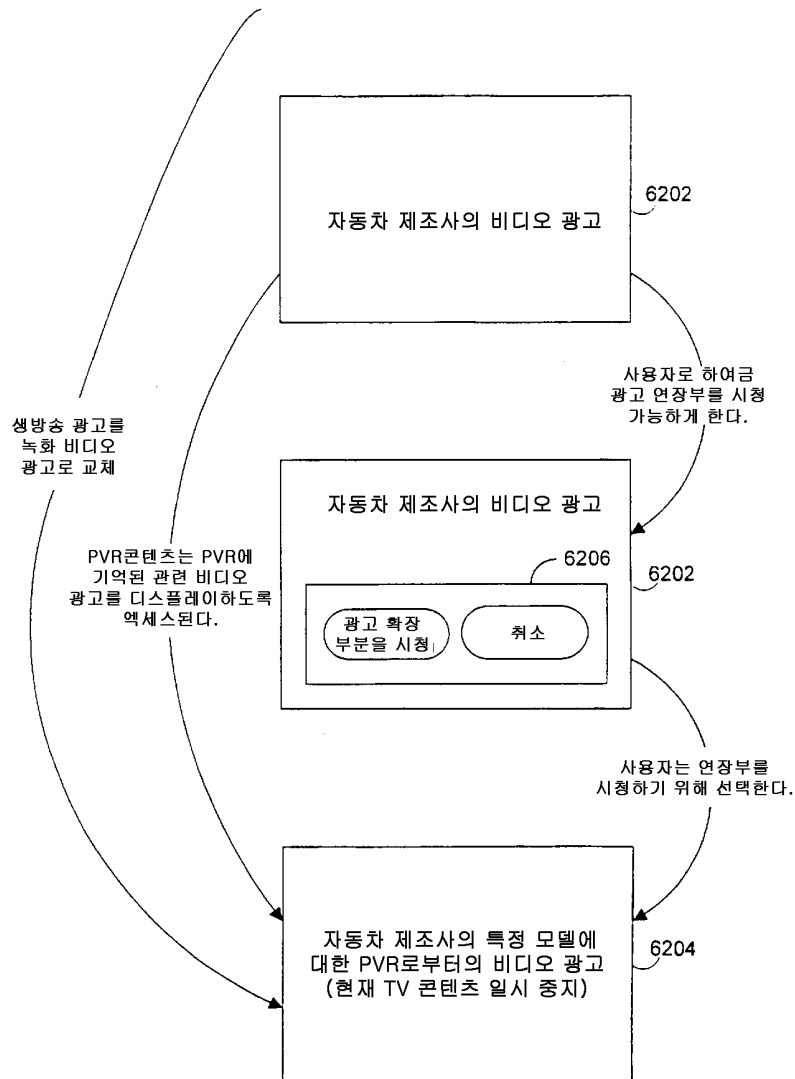 자동차 제조사의 비디오 광고
6202
사용자로 하여금
광고 연장부를 시청
가능하게 한다.
생방송 광고를
녹화 비디오
광고로 교체
자동차 제조사의 비디오 광고
PVR콘텐츠는 PVR에
기억된 관련 비디오
광고를 디스플레이하도록
엑세스된다.
6206
6202
광고 확장
부분을 시청
취소
사용자는 연장부를
시청하기 위해 선택한다.
자동차 제조사의 특정 모델에
대한 PVR로부터의 비디오 광고
(현재 TV 콘텐츠 일시 중지)
6204